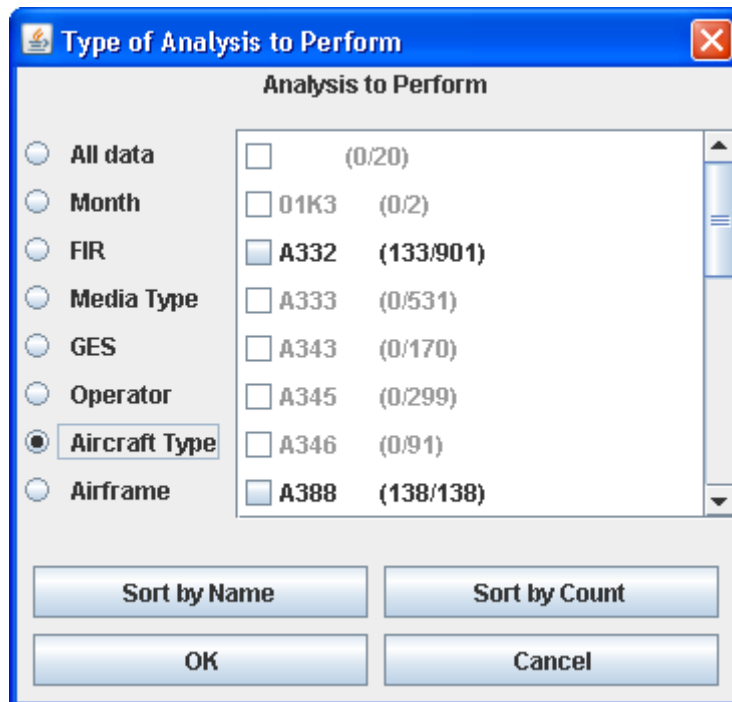 Type of Analysis to Perform
Analysis to Perform
All data
Month
FIR
Media Type
GES
Operator
Aircraft Type
Airframe
(0/20)
01K3 (0/2)
A332 (133/901)
A333 (0/531)
A343 (0/170)
A345 (0/299)
A346 (0/91)
A388 (138/138)
Sort by Name
Sort by Count
OK
Cancel